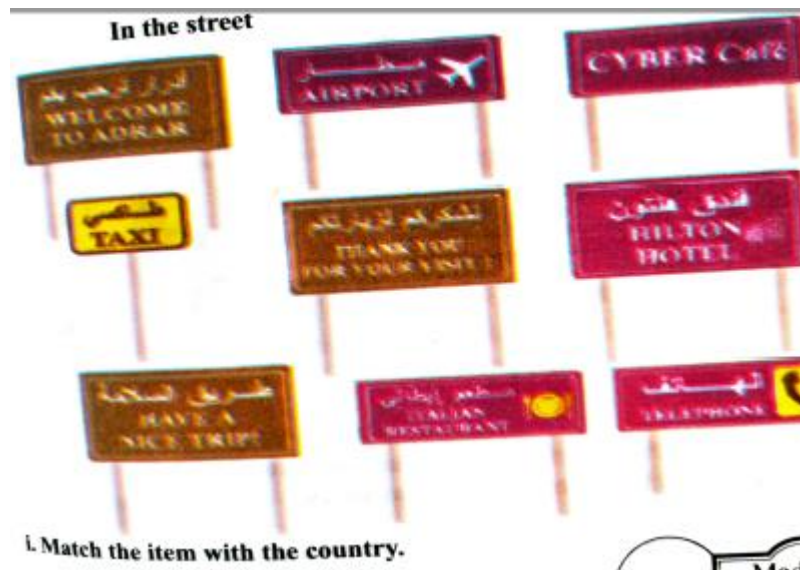 In the street
أدرار ترحب بكم
WELCOME
TO ADRAR
مطار
AIRPORT
CYBER Café
طاكسي
TAXI
نشكركم لزيارتكم
THANK YOU
FOR YOUR VISIT !
فندق هلتون
HILTON
HOTEL
طريق السلامة
HAVE A
NICE TRIP!
مطعم إيطالي
ITALIAN
RESTAURANT
الهاتف
TELEPHONE
i. Match the item with the country.